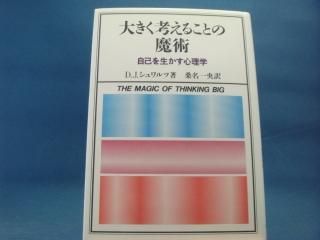 大きく考えることの
魔術
自己を生かす心理学
D.J.シュワルツ著 桑名一央訳
THE MAGIC OF THINKING BIG